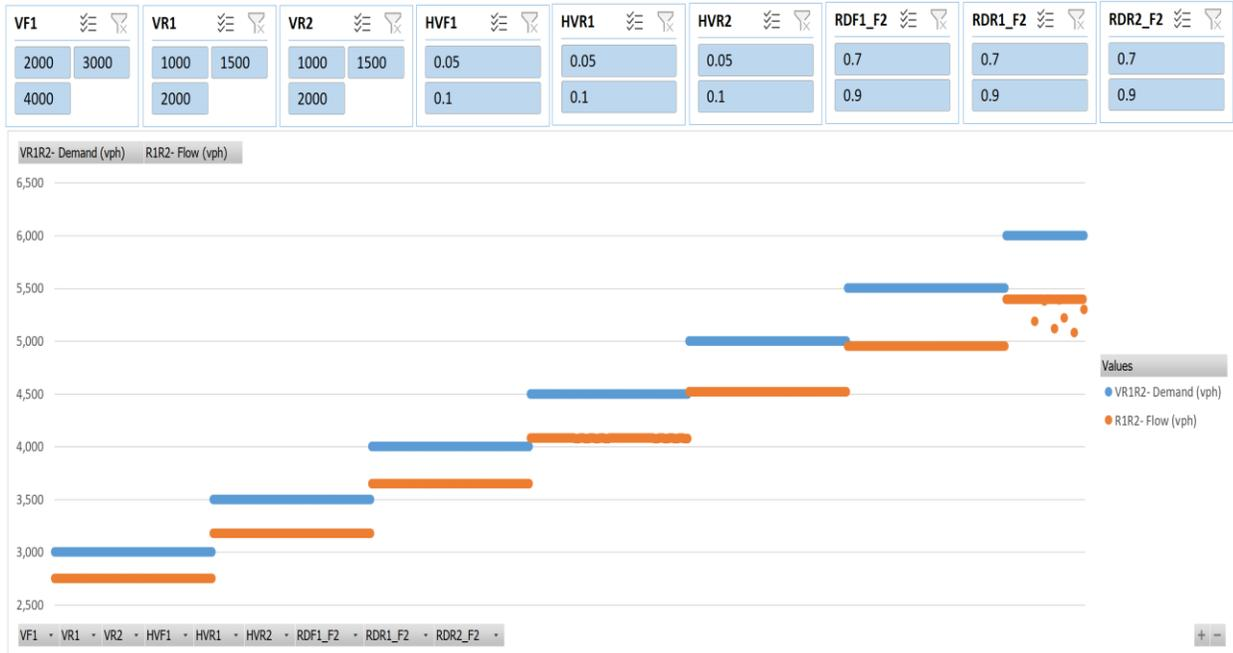 VF1 VR1 VR2 HVF1 HVR1 HVR2 RDF1_F2 RDR1_F2 RDR2_F2
2000 3000 1000 1500 1000 1500 0.05 0.05 0.05 0.7 0.7 0.7
4000 2000 2000 0.1 0.1 0.1 0.9 0.9 0.9
VR1R2- Demand (vph) R1R2- Flow (vph)
6,500
6,000
5,500
5,000
4,500
4,000
3,500
3,000
2,500
Values
VR1R2- Demand (vph)
R1R2- Flow (vph)
VF1 VR1 VR2 HVF1 HVR1 HVR2 RDF1_F2 RDR1_F2 RDR2_F2
+ −